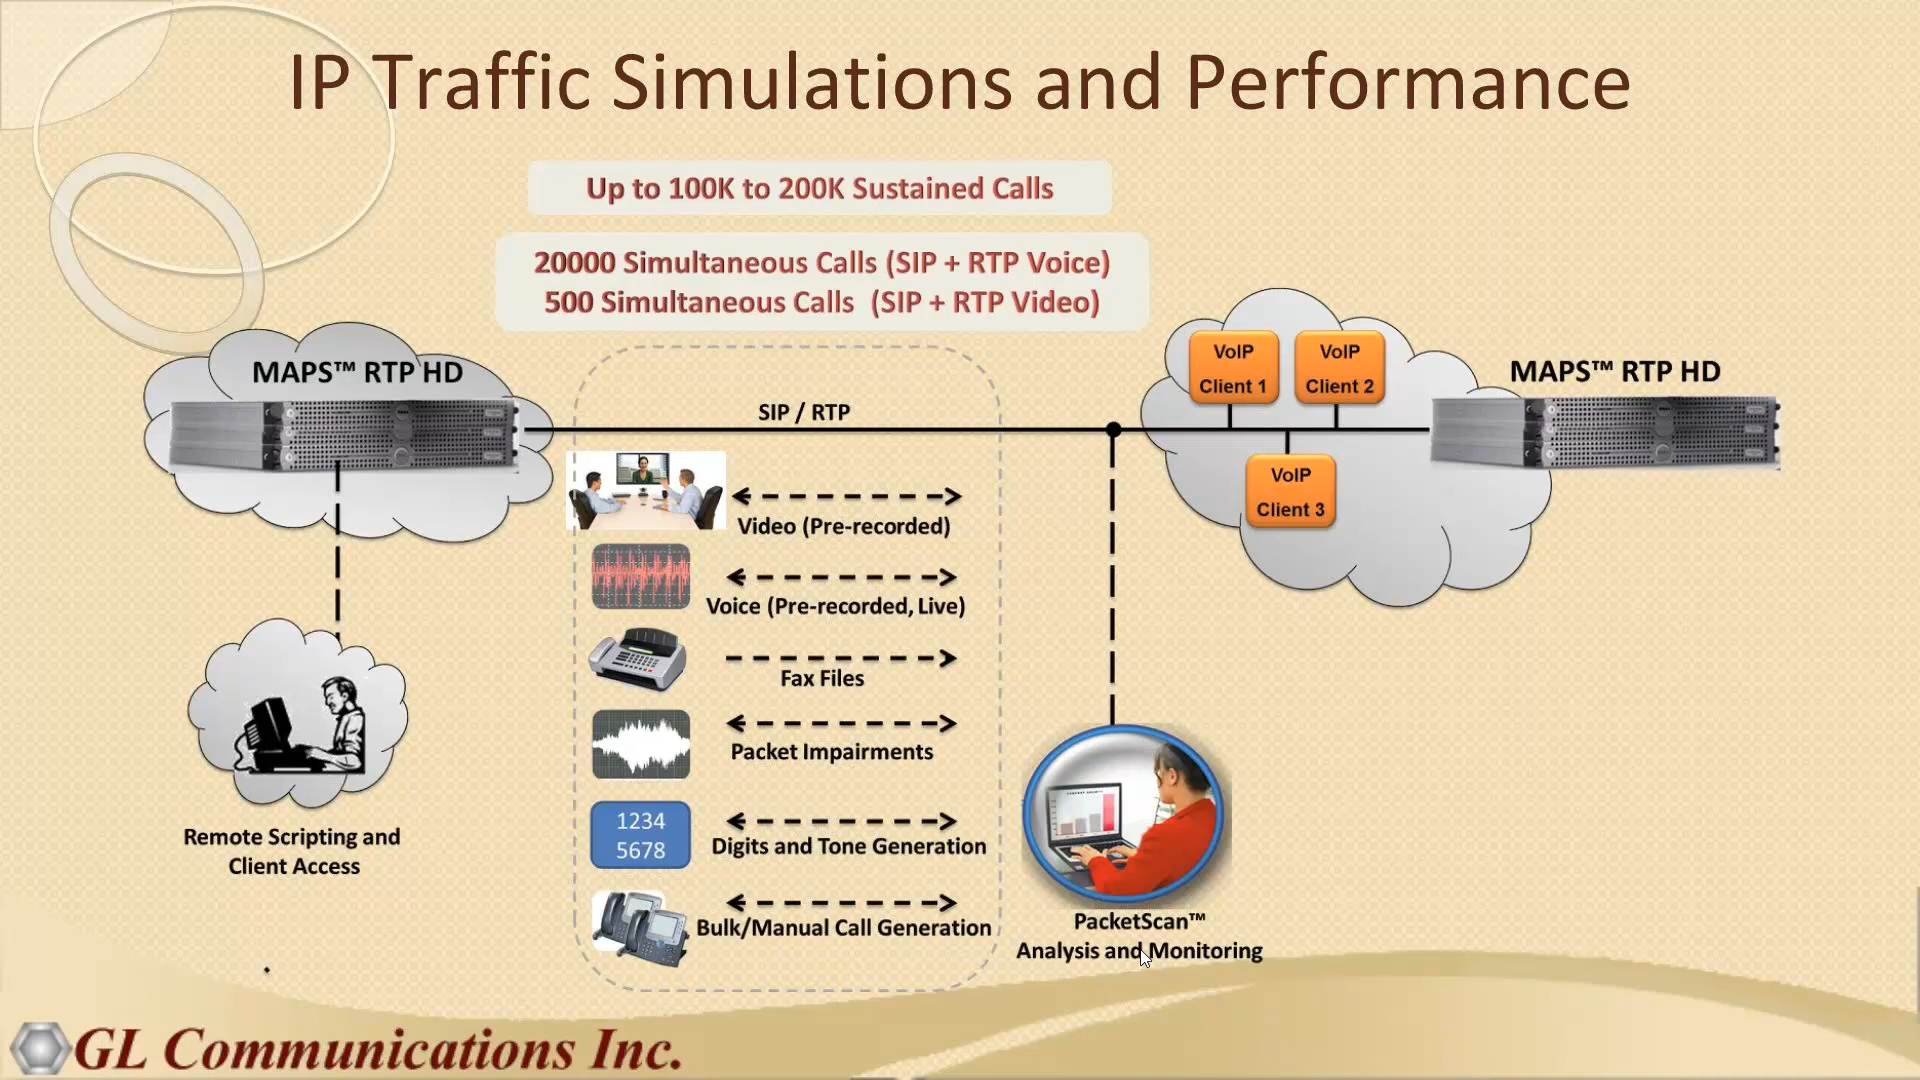 IP Traffic Simulations and Performance
Up to 100K to 200K Sustained Calls
20000 Simultaneous Calls (SIP + RTP Voice)
500 Simultaneous Calls (SIP + RTP Video)
MAPS™ RTP HD
SIP / RTP
VoIP
Client 1
VoIP
Client 2
VoIP
Client 3
MAPS™ RTP HD
Video (Pre-recorded)
Voice (Pre-recorded, Live)
Fax Files
Packet Impairments
1234
5678
Digits and Tone Generation
Bulk/Manual Call Generation
Remote Scripting and
Client Access
PacketScan™
Analysis and Monitoring
GL Communications Inc.